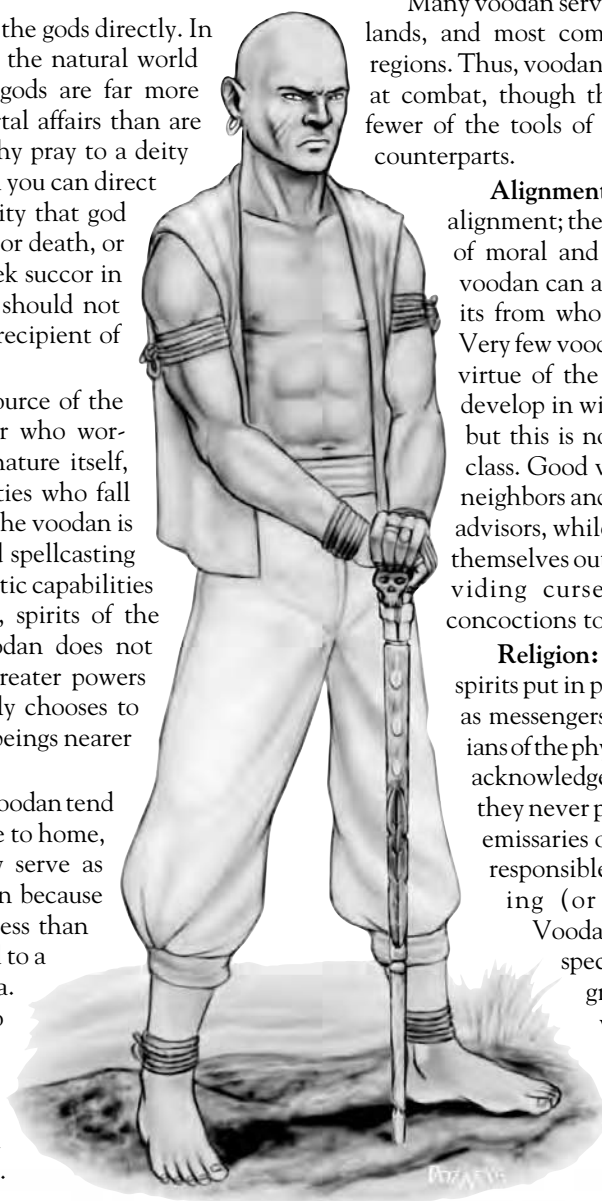 the gods directly. In
the natural world
gods are far more
rtal affairs than are
hy pray to a deity
you can direct
ity that god
or death, or
ek succor in
should not
recipient of
ource of the
r who wor-
nature itself,
ties who fall
he voodan is
l spellcasting
tic capabilities
, spirits of the
odan does not
reater powers
ly chooses to
beings nearer
oodan tend
e to home,
y serve as
n because
ess than
l to a
a.
Many voodan serv
lands, and most com
regions. Thus, voodan
at combat, though th
fewer of the tools of
counterparts.
Alignment
alignment; the
of moral and
voodan can a
its from who
Very few vood
virtue of the
develop in wi
but this is no
class. Good v
neighbors and
advisors, while
themselves out
viding curse
concoctions to
Religion:
spirits put in p
as messengers
ians of the phy
acknowledge
they never p
emissaries o
responsible
ing (or
Vooda
spec
gr